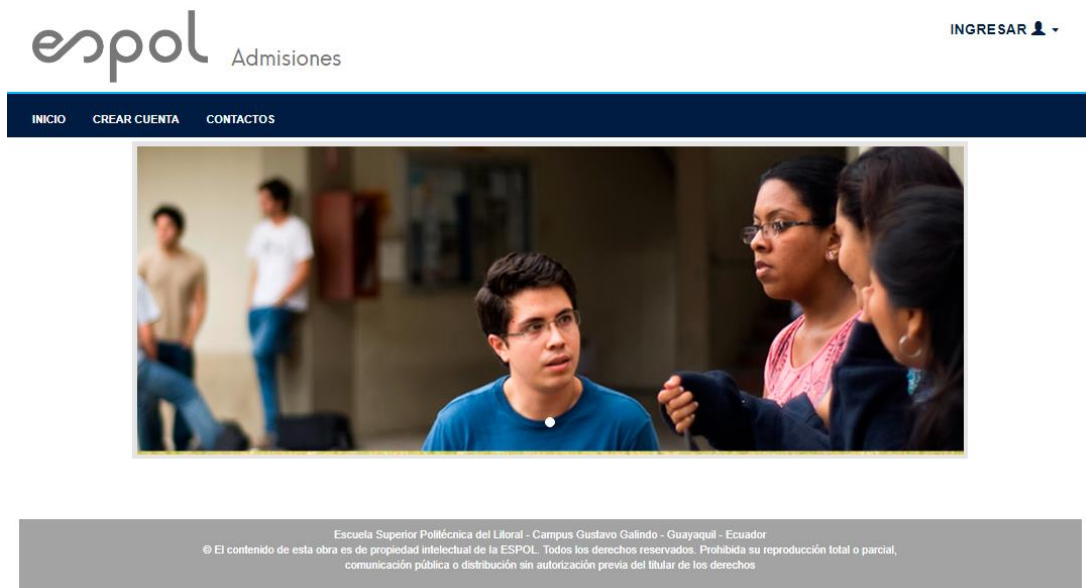 espol Admisiones
INGRESAR
INICIO CREAR CUENTA CONTACTOS
Escuela Superior Politécnica del Litoral - Campus Gustavo Galindo - Guayaquil - Ecuador
© El contenido de esta obra es de propiedad intelectual de la ESPOL. Todos los derechos reservados. Prohibida su reproducción total o parcial,
comunicación pública o distribución sin autorización previa del titular de los derechos